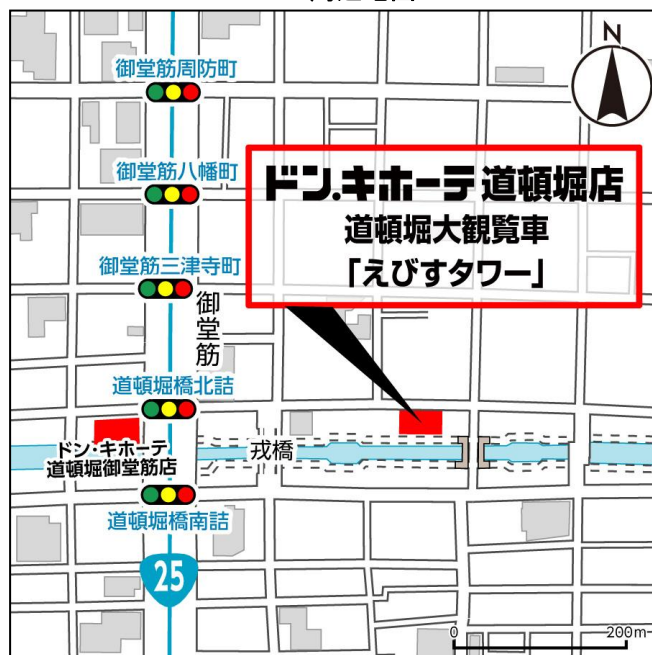 N
御堂筋周防町
御堂筋八幡町
ドン.キホーテ 道頓堀店
道頓堀大観覧車
「えびすタワー」
御堂筋三津寺町
御堂筋
道頓堀橋北詰
ドン・キホーテ
道頓堀御堂筋店
戎橋
道頓堀橋南詰
25
0 200m